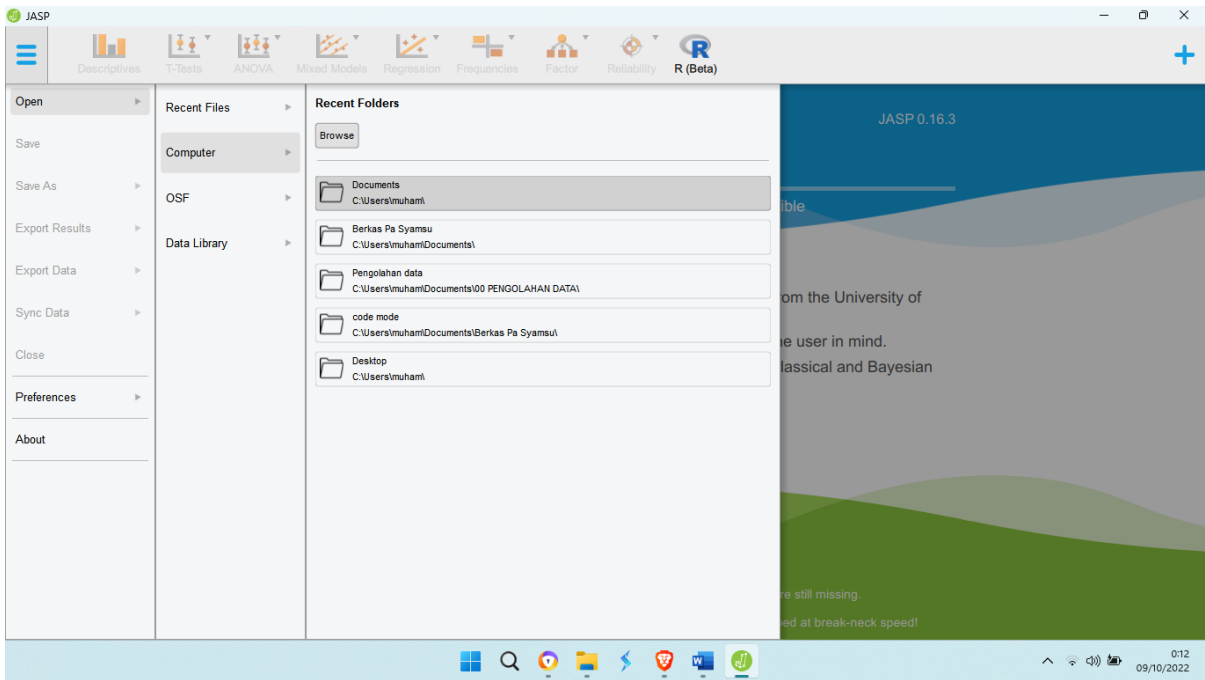 JASP
Descriptives
T-Tests
ANOVA
Mixed Models
Regression
Frequencies
Factor
Reliability
R (Beta)
Open
Save
Save As
Export Results
Export Data
Sync Data
Close
Preferences
About
Recent Files
Computer
OSF
Data Library
Recent Folders
Browse
Documents
C:\Users\muham\
Berkas Pa Syamsu
C:\Users\muham\Documents\
Pengolahan data
C:\Users\muham\Documents\00 PENGOLAHAN DATA\
code mode
C:\Users\muham\Documents\Berkas Pa Syamsu\
Desktop
C:\Users\muham\
JASP 0.16.3
ible
om the University of
e user in mind.
lassical and Bayesian
re still missing.
ed at break-neck speed!
0:12
09/10/2022